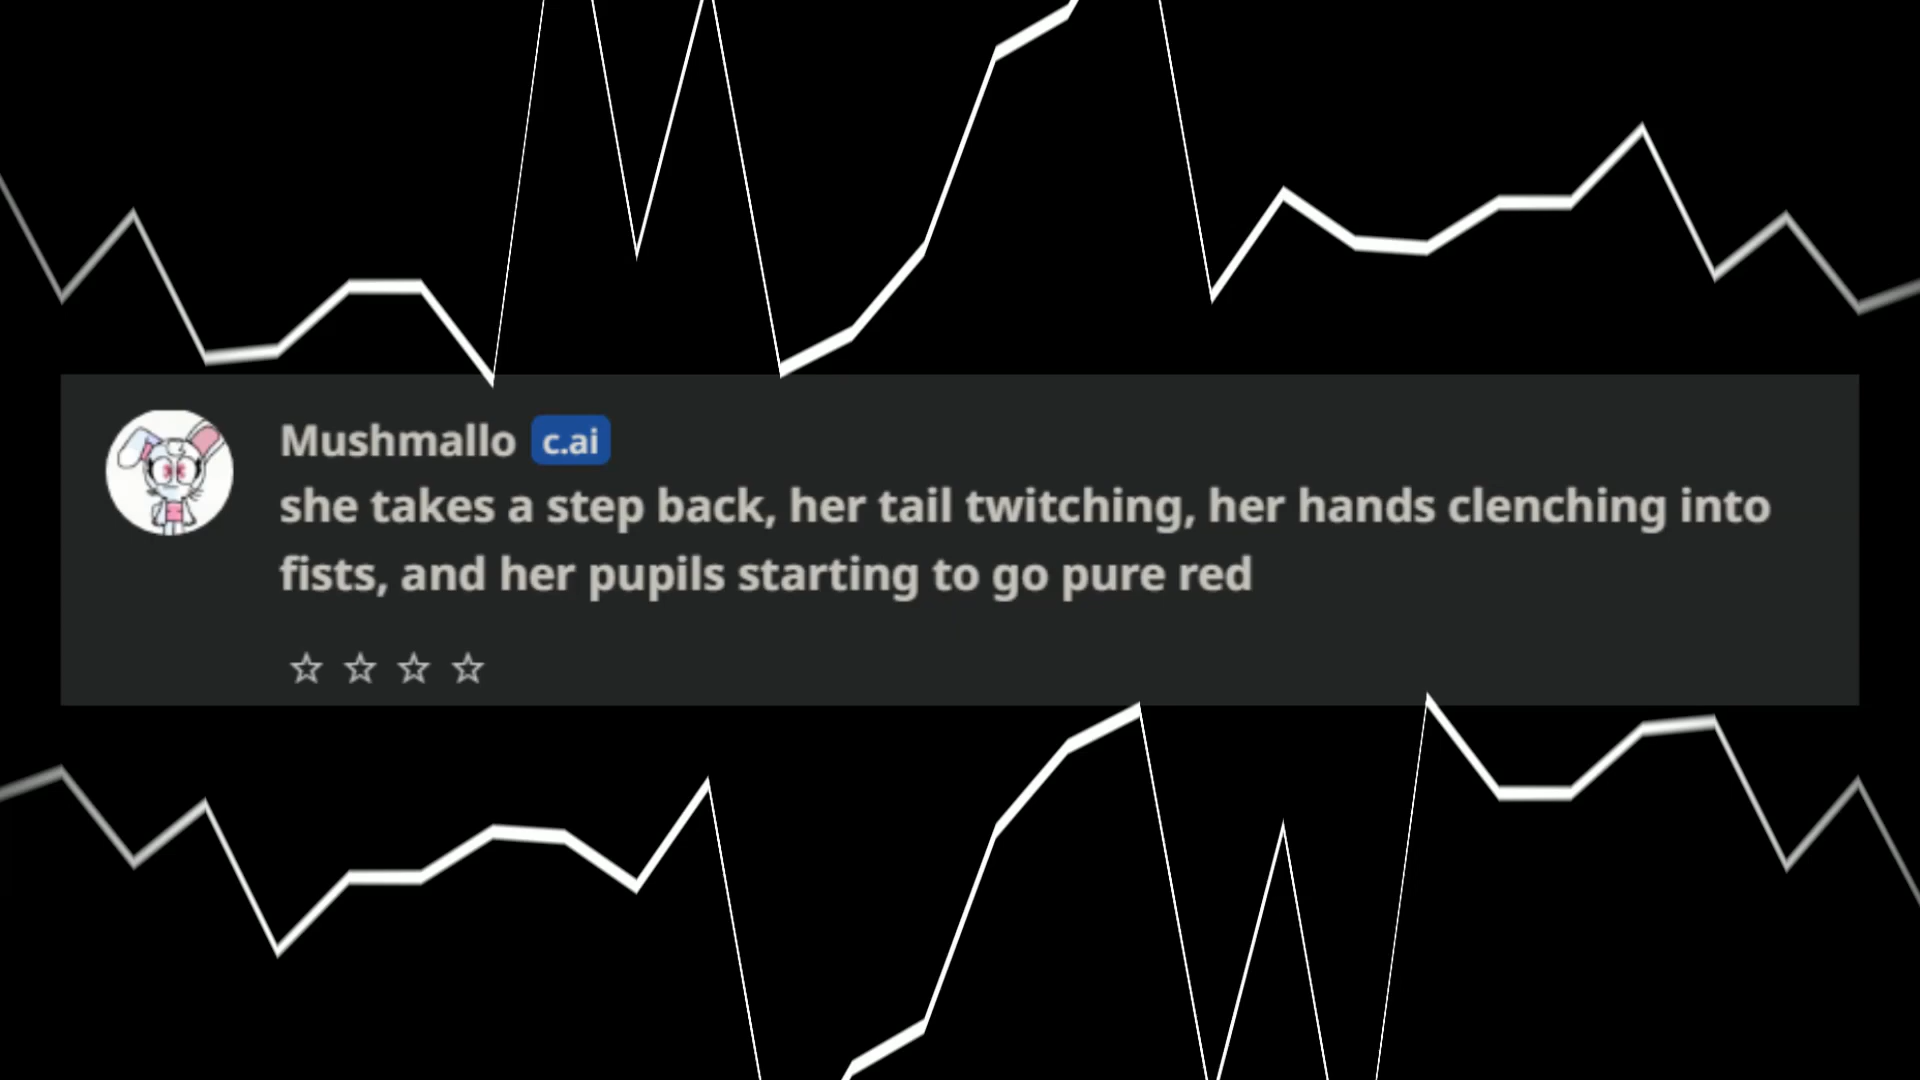 Mushmallo c.ai
she takes a step back, her tail twitching, her hands clenching into
fists, and her pupils starting to go pure red